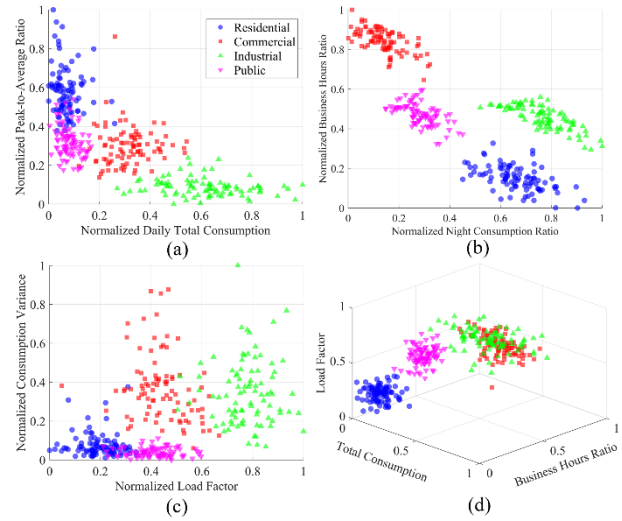 Normalized Peak-to-Average Ratio
1
0.8
0.6
0.4
0.2
0
0
0.2
0.4
0.6
0.8
1
Residential
Commercial
Industrial
Public
Normalized Daily Total Consumption
(a)
Normalized Business Hours Ratio
1
0.8
0.6
0.4
0.2
0
0
0.2
0.4
0.6
0.8
1
Normalized Night Consumption Ratio
(b)
Normalized Consumption Variance
1
0.8
0.6
0.4
0.2
0
0
0.2
0.4
0.6
0.8
1
Normalized Load Factor
(c)
Load Factor
1
0.5
0
0
0.5
1
Total Consumption
0
0.5
1
Business Hours Ratio
(d)